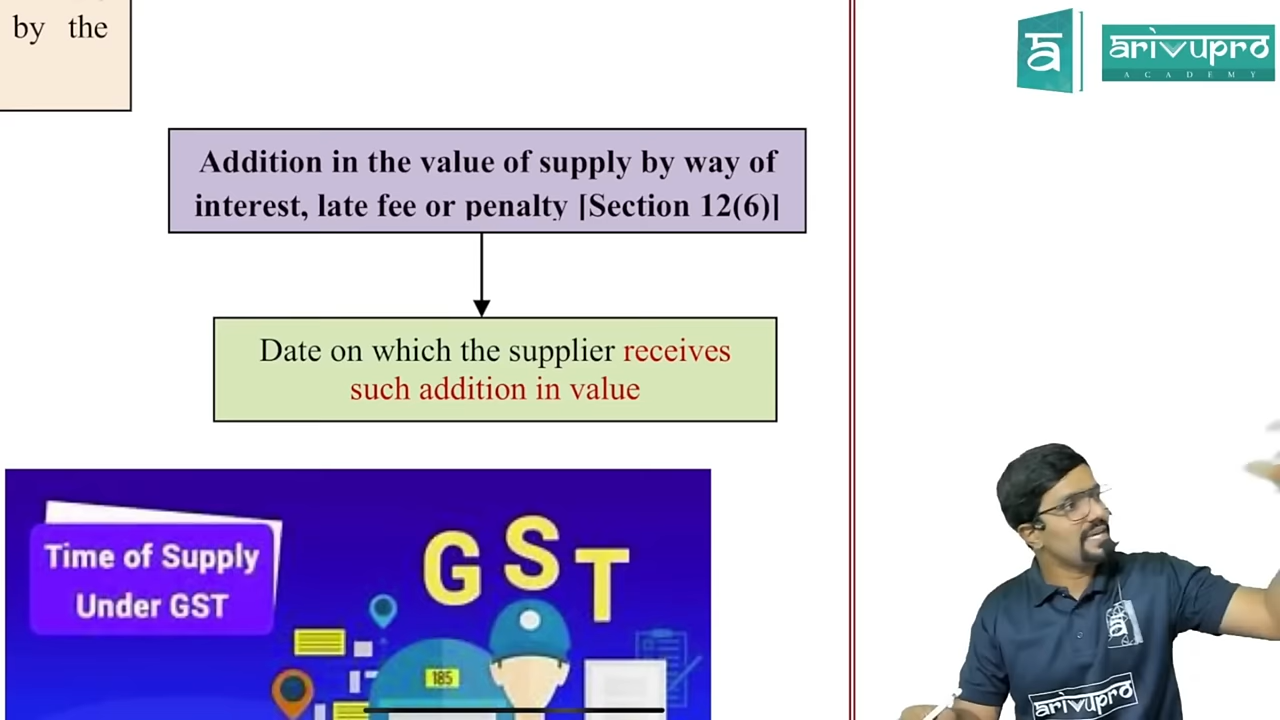 by the
ā
arivupro
ACADEMY
Addition in the value of supply by way of
interest, late fee or penalty [Section 12(6)]
Date on which the supplier receives
such addition in value
Time of Supply
Under GST
GST
185
ā
arivupro